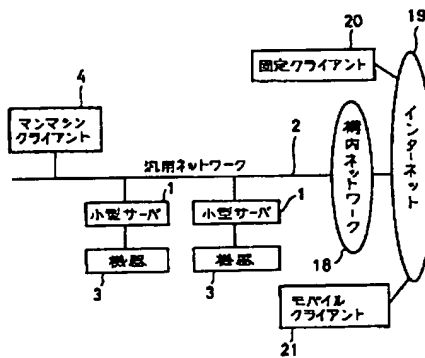 19
20
固定クライアント
4
マンマシン
クライアント
汎用ネットワーク
2
構内ネットワーク
インターネット
1
小型サーバ
1
小型サーバ
機器
3
機器
3
18
モバイル
クライアント
21